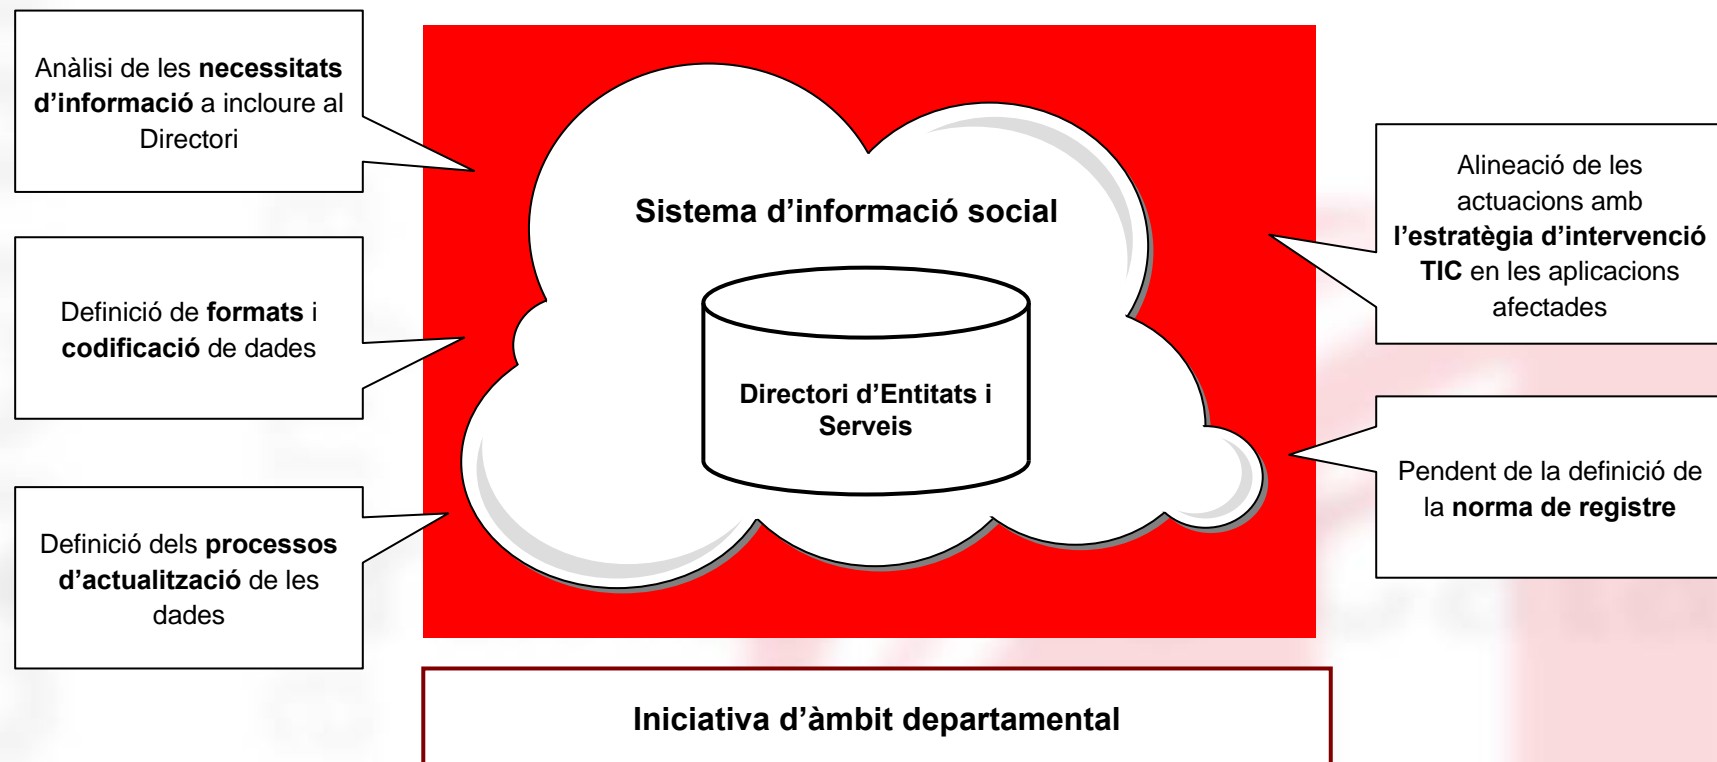 Anàlisi de les necessitats
d’informació a incloure al
Directori
Definició de formats i
codificació de dades
Definició dels processos
d’actualització de les
dades
Sistema d’informació social
Directori d’Entitats i
Serveis
Alineació de les
actuacions amb
l’estratègia d’intervenció
TIC en les aplicacions
afectades
Pendent de la definició de
la norma de registre
Iniciativa d’àmbit departamental